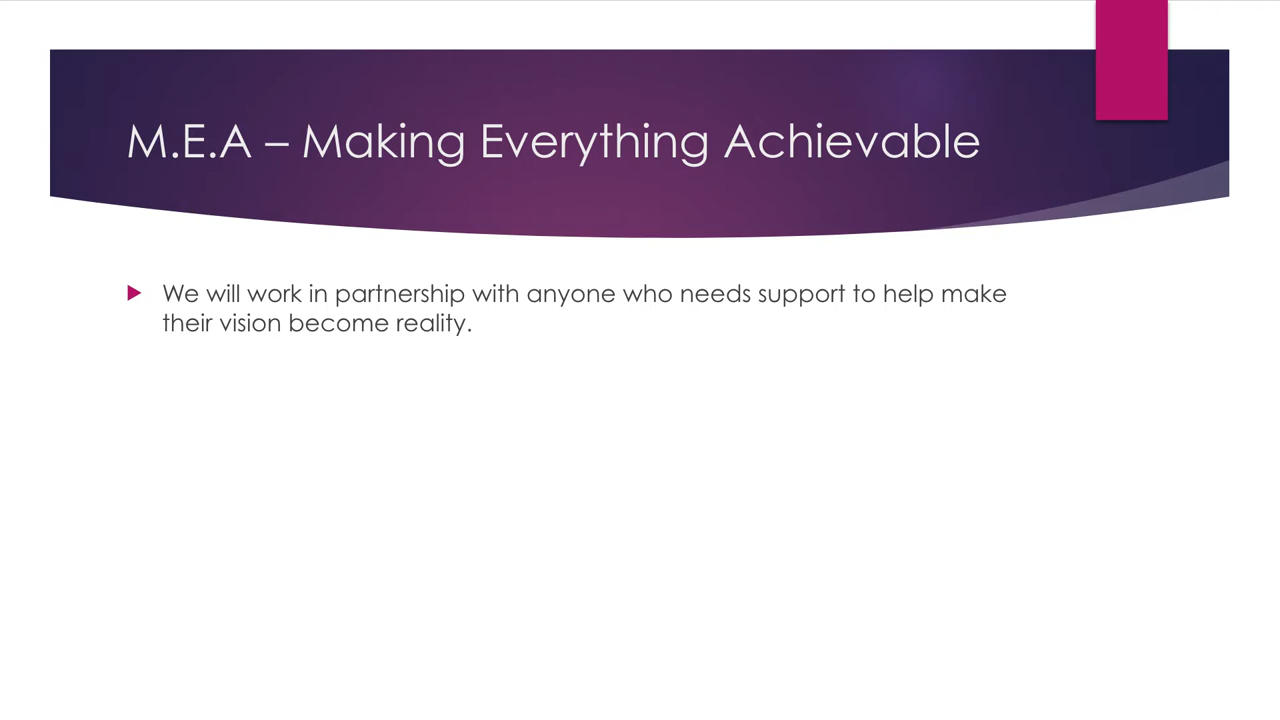 M.E.A – Making Everything Achievable
We will work in partnership with anyone who needs support to help make
their vision become reality.